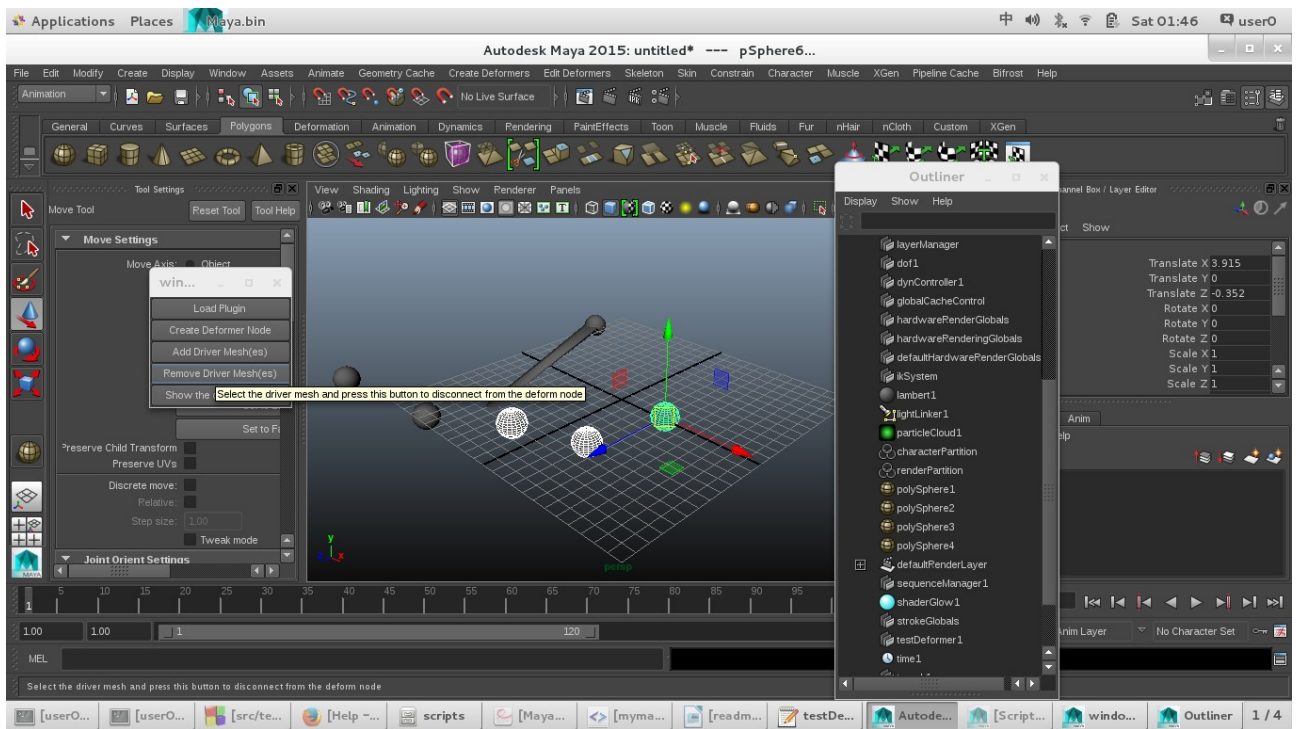 Applications Places Maya.bin 中 Sat 01:46 user0
Autodesk Maya 2015: untitled* --- pSphere6...
File Edit Modify Create Display Window Assets Animate Geometry Cache Create Deformers Edit Deformers Skeleton Skin Constrain Character Muscle XGen Pipeline Cache Bifrost Help
Animation No Live Surface
General Curves Surfaces Polygons Deformation Animation Dynamics Rendering PaintEffects Toon Muscle Fluids Fur nHair nCloth Custom XGen
Tool Settings
Move Tool Reset Tool Tool Help
Move Settings
Move Axis: Object
win...
Load Plugin
Create Deformer Node
Add Driver Mesh(es)
Remove Driver Mesh(es)
Show the
Select the driver mesh and press this button to disconnect from the deform node
Preserve Child Transform
Preserve UVs
Discrete move:
Relative:
Step size: 1.00
Tweak mode
Joint Orient Settings
View Shading Lighting Show Renderer Panels
y
x
persp
Outliner
Display Show Help
layerManager
dof1
dynController1
globalCacheControl
hardwareRenderGlobals
hardwareRenderingGlobals
defaultHardwareRenderGlobals
ikSystem
lambert1
lightLinker1
particleCloud1
characterPartition
renderPartition
polySphere1
polySphere2
polySphere3
polySphere4
defaultRenderLayer
sequenceManager1
shaderGlow1
strokeGlobals
testDeformer1
time1
annel Box / Layer Editor
ct Show
Translate X 3.915
Translate Y 0
Translate Z -0.352
Rotate X 0
Rotate Y 0
Rotate Z 0
Scale X 1
Scale Y 1
Scale Z 1
Anim
elp
1 5 10 15 20 25 30 35 40 45 50 55 60 65 70 75 80 85 90 95
1.00 1.00 1 120 Anim Layer No Character Set
MEL
Select the driver mesh and press this button to disconnect from the deform node
[userO... [userO... [src/te... [Help -... scripts [Maya... [myma... [readm... testDe... Autode... [Script... windo... Outliner 1 / 4